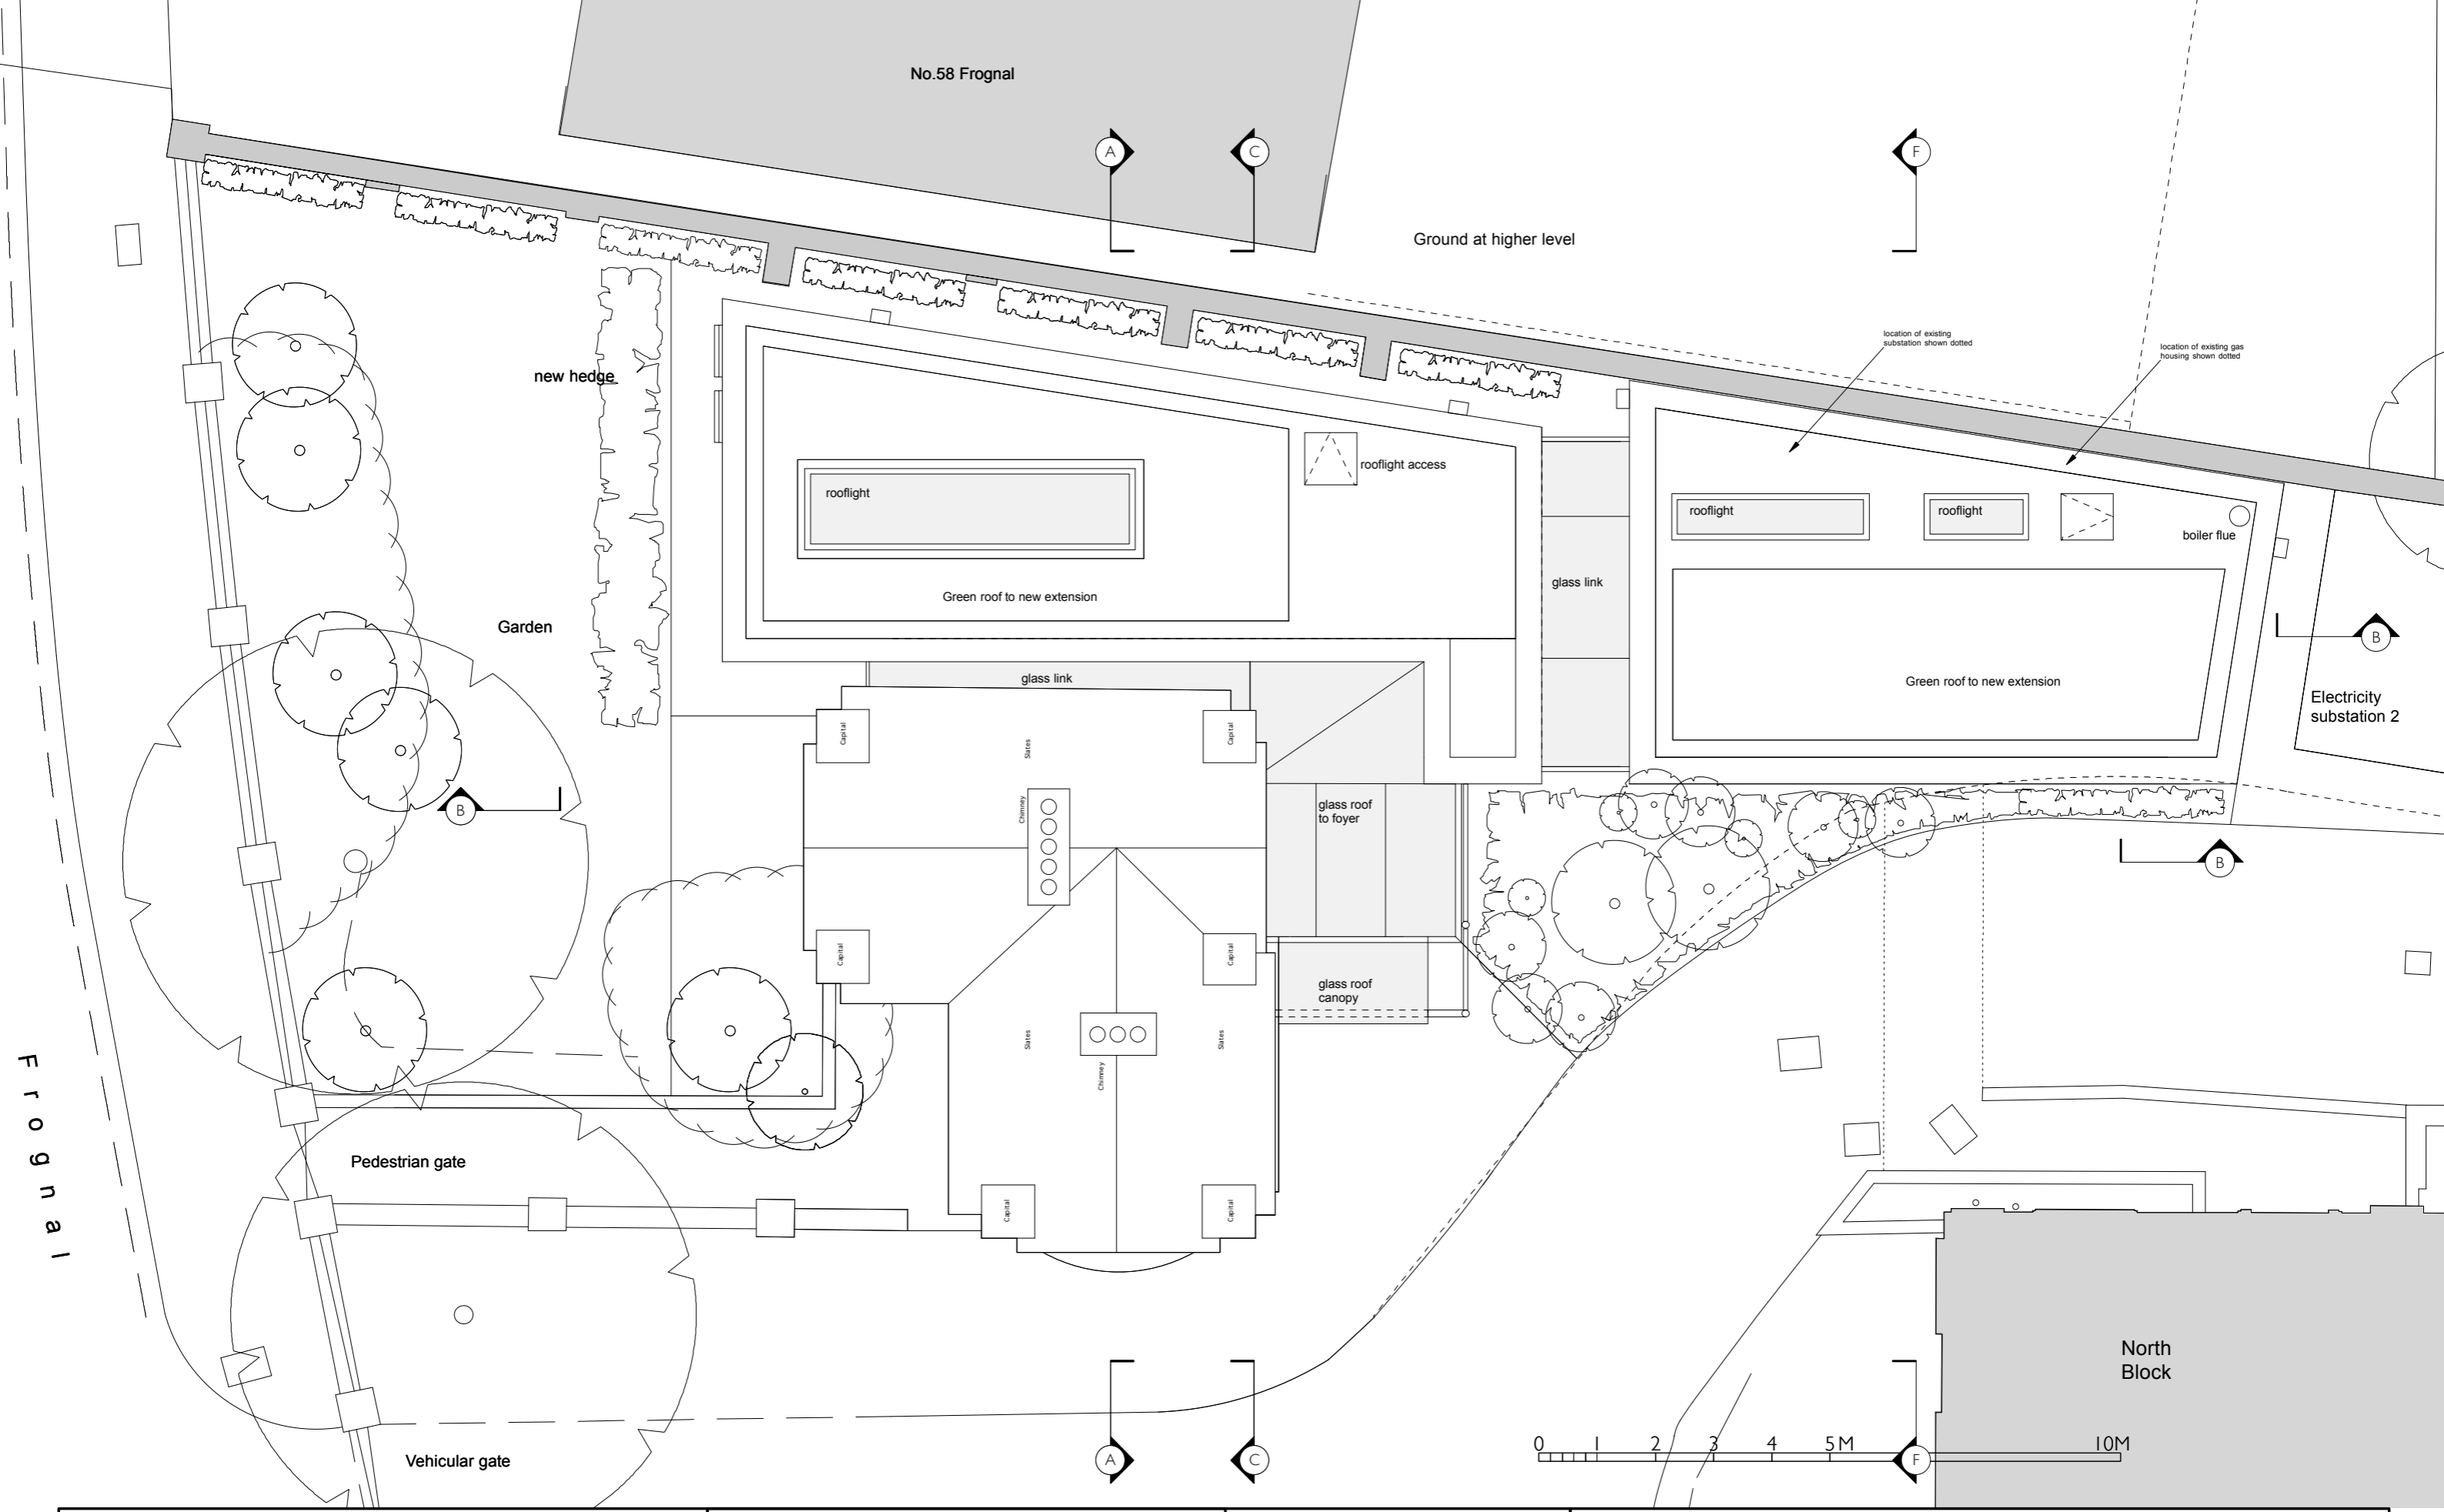 No.58 Frognal
A
C
F
Ground at higher level
location of existing
substation shown dotted
location of existing gas
housing shown dotted
new hedge
rooflight access
rooflight
rooflight
rooflight
boiler flue
glass link
Green roof to new extension
Garden
B
glass link
Green roof to new extension
Electricity
substation 2
Capital
Slates
Capital
Chimney
glass roof
to foyer
B
B
Capital
Capital
glass roof
canopy
Slates
Slates
Chimney
Frognal
Pedestrian gate
Capital
Capital
North
Block
0 1 2 3 4 5M 10M
A
C
F
Vehicular gate